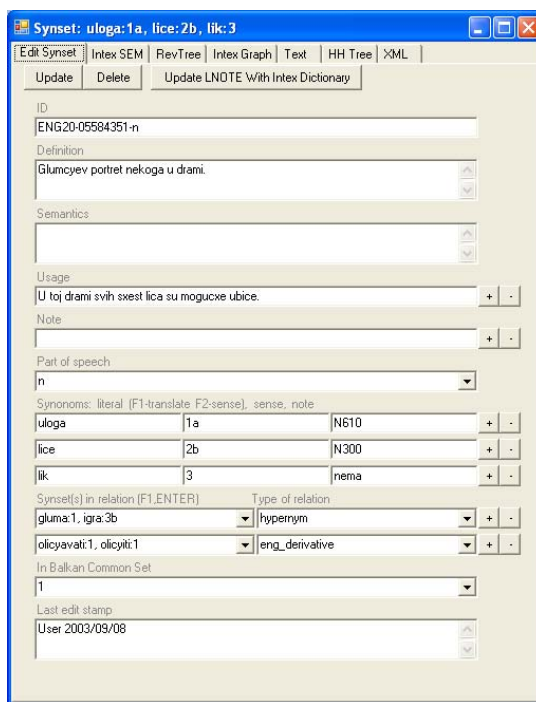 Synset: uloga:1a, lice:2b, lik:3
Edit Synset Intex SEM RevTree Intex Graph Text HH Tree XML
Update Delete Update LNOTE With Intex Dictionary
ID
ENG20-05584351-n
Definition
Glumcyev portret nekoga u drami.
Semantics
Usage
U toj drami svih sxest lica su mogucxe ubice.
+ -
Note
+ -
Part of speech
n
Synonoms: literal (F1-translate F2-sense), sense, note
uloga 1a N610 + -
lice 2b N300 + -
lik 3 nema + -
Synset(s) in relation (F1,ENTER) Type of relation
gluma:1, igra:3b hypernym + -
olicyavati:1, olicyiti:1 eng_derivative + -
In Balkan Common Set
1
Last edit stamp
User 2003/09/08